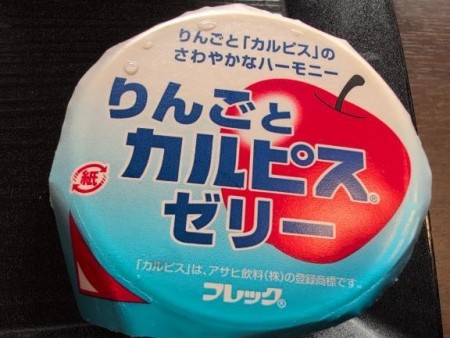 りんごと「カルピス」の
さわやかなハーモニー
りんごと
カルピス®
ゼリー
紙
「カルピス」は、アサヒ飲料(株)の登録商標です。
フレック®